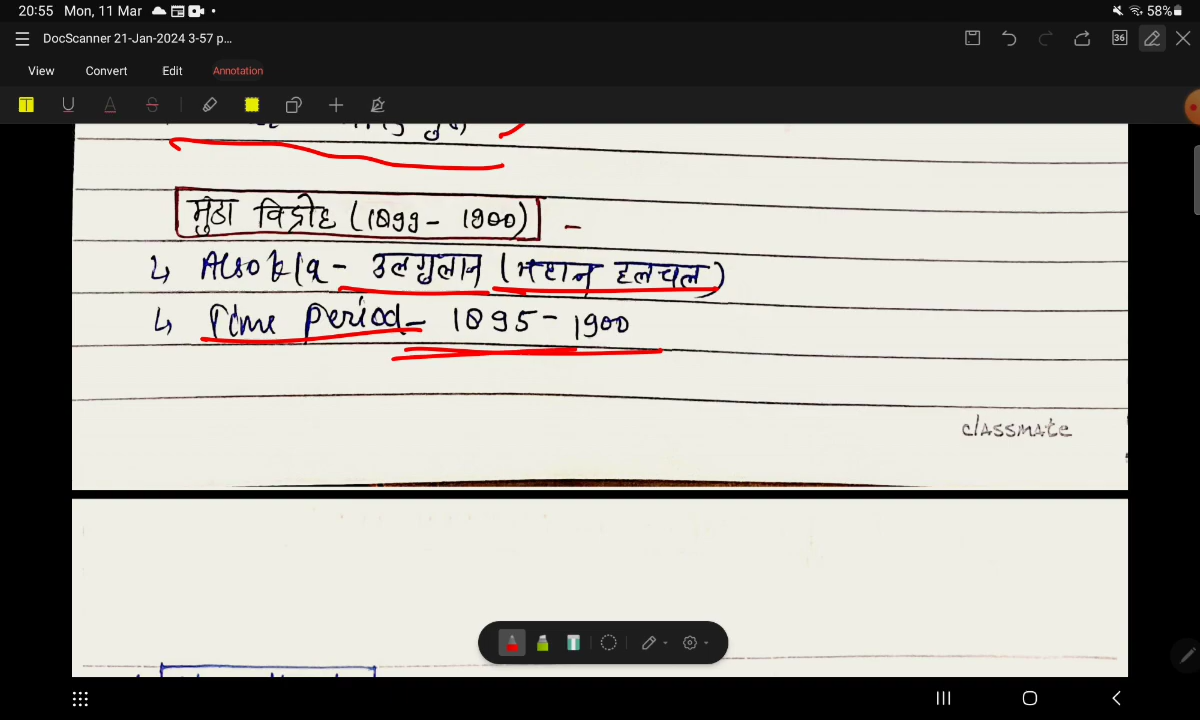 20:55 Mon, 11 Mar
58%
DocScanner 21-Jan-2024 3-57 p...
36
View Convert Edit Annotation
मुंडा विद्रोह (1899- 1900) -
↳ Also k/a - उलगुलान (महान हलचल)
↳ Time Period - 1895 - 1900
classmate